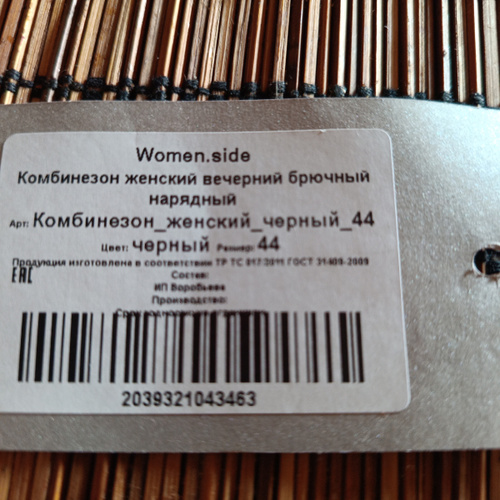 Women.side
Комбинезон женский вечерний брючный
нарядный
Арт: Комбинезон_женский_черный_44
Цвет: черный Размер: 44
Продукция изготовлена в соответствии ТР ТС 017/2011 ГОСТ 31409-2009
EAC
Состав:
ИП Воробьева
Производство:
2039321043463